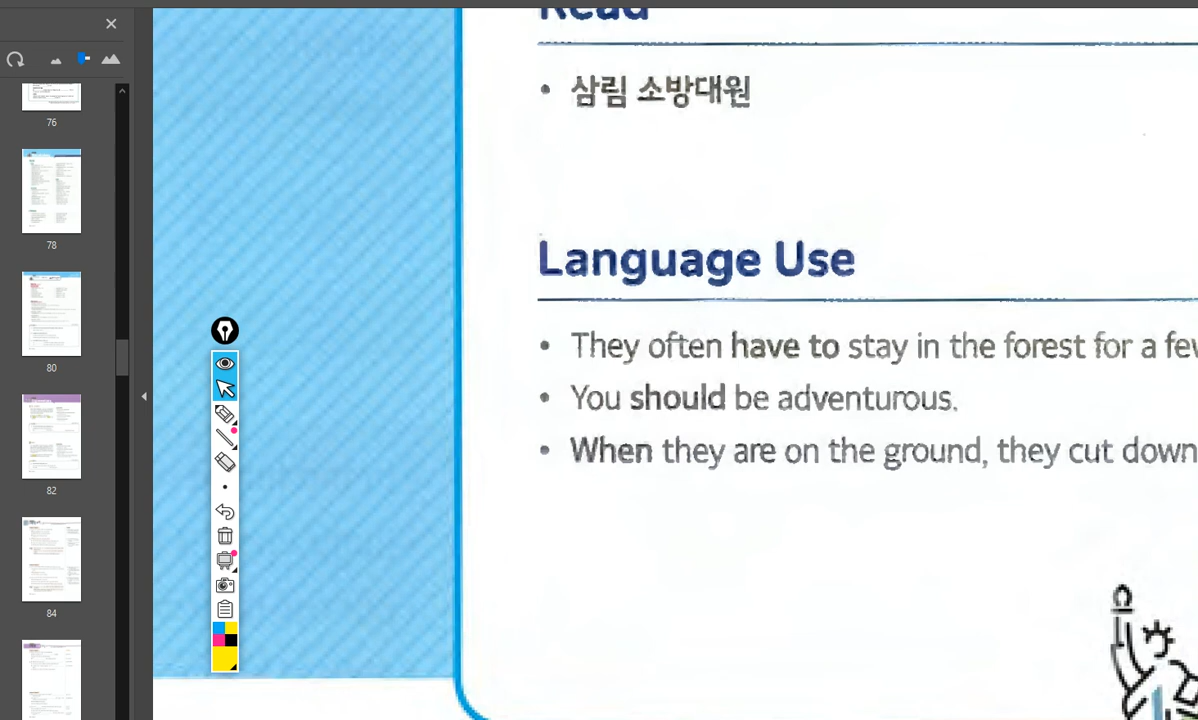 Read
• 삼림 소방대원
Language Use
• They often have to stay in the forest for a
• You should be adventurous.
• When they are on the ground, they cut down
76
78
80
82
84